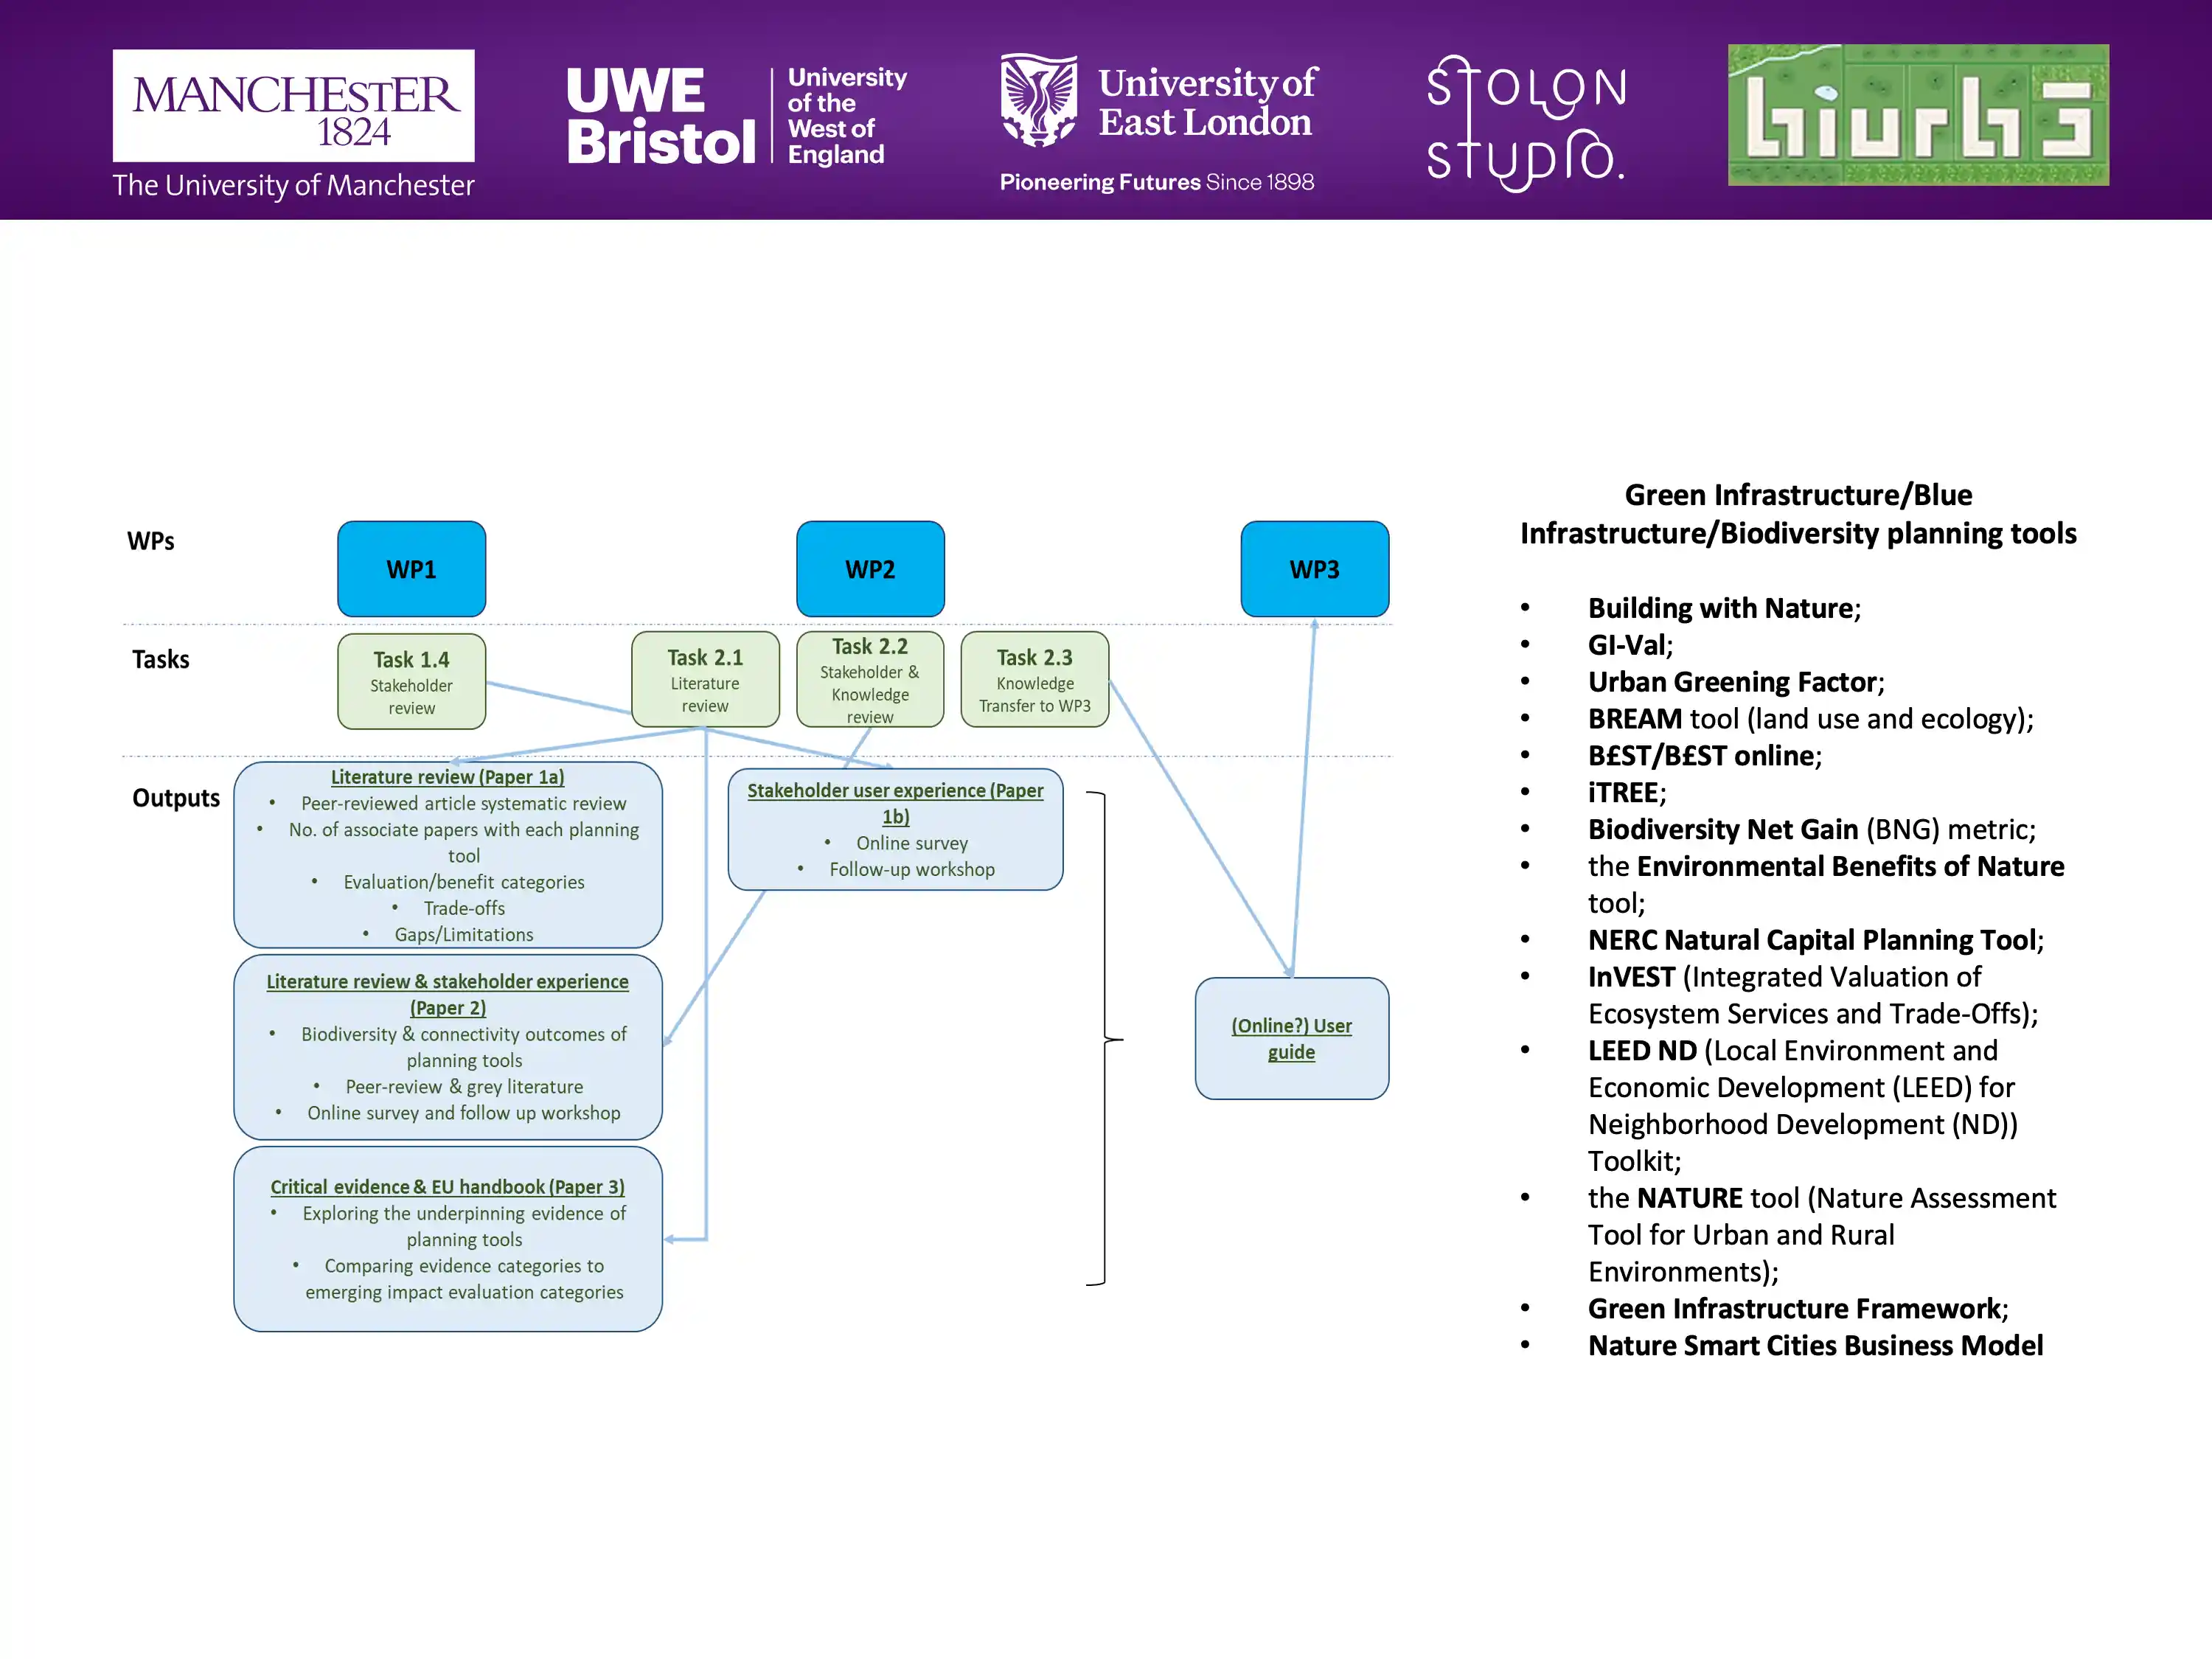 MANCHESTER
1824
The University of Manchester
UWE
Bristol
University
of the
West of
England
University of
East London
Pioneering Futures Since 1898
STOLON
STUDIO.
WPs
WP1
WP2
WP3
Tasks
Task 1.4
Stakeholder
review
Task 2.1
Literature
review
Task 2.2
Stakeholder &
Knowledge
review
Task 2.3
Knowledge
Transfer to WP3
Outputs
Literature review (Paper 1a)
• Peer-reviewed article systematic review
• No. of associate papers with each planning
tool
• Evaluation/benefit categories
• Trade-offs
• Gaps/Limitations
Stakeholder user experience (Paper
1b)
• Online survey
• Follow-up workshop
Literature review & stakeholder experience
(Paper 2)
• Biodiversity & connectivity outcomes of
planning tools
• Peer-review & grey literature
• Online survey and follow up workshop
Critical evidence & EU handbook (Paper 3)
• Exploring the underpinning evidence of
planning tools
• Comparing evidence categories to
emerging impact evaluation categories
(Online?) User
guide
Green Infrastructure/Blue
Infrastructure/Biodiversity planning tools
• Building with Nature;
• GI-Val;
• Urban Greening Factor;
• BREAM tool (land use and ecology);
• B£ST/B£ST online;
• iTREE;
• Biodiversity Net Gain (BNG) metric;
• the Environmental Benefits of Nature
tool;
• NERC Natural Capital Planning Tool;
• InVEST (Integrated Valuation of
Ecosystem Services and Trade-Offs);
• LEED ND (Local Environment and
Economic Development (LEED) for
Neighborhood Development (ND))
Toolkit;
• the NATURE tool (Nature Assessment
Tool for Urban and Rural
Environments);
• Green Infrastructure Framework;
• Nature Smart Cities Business Model